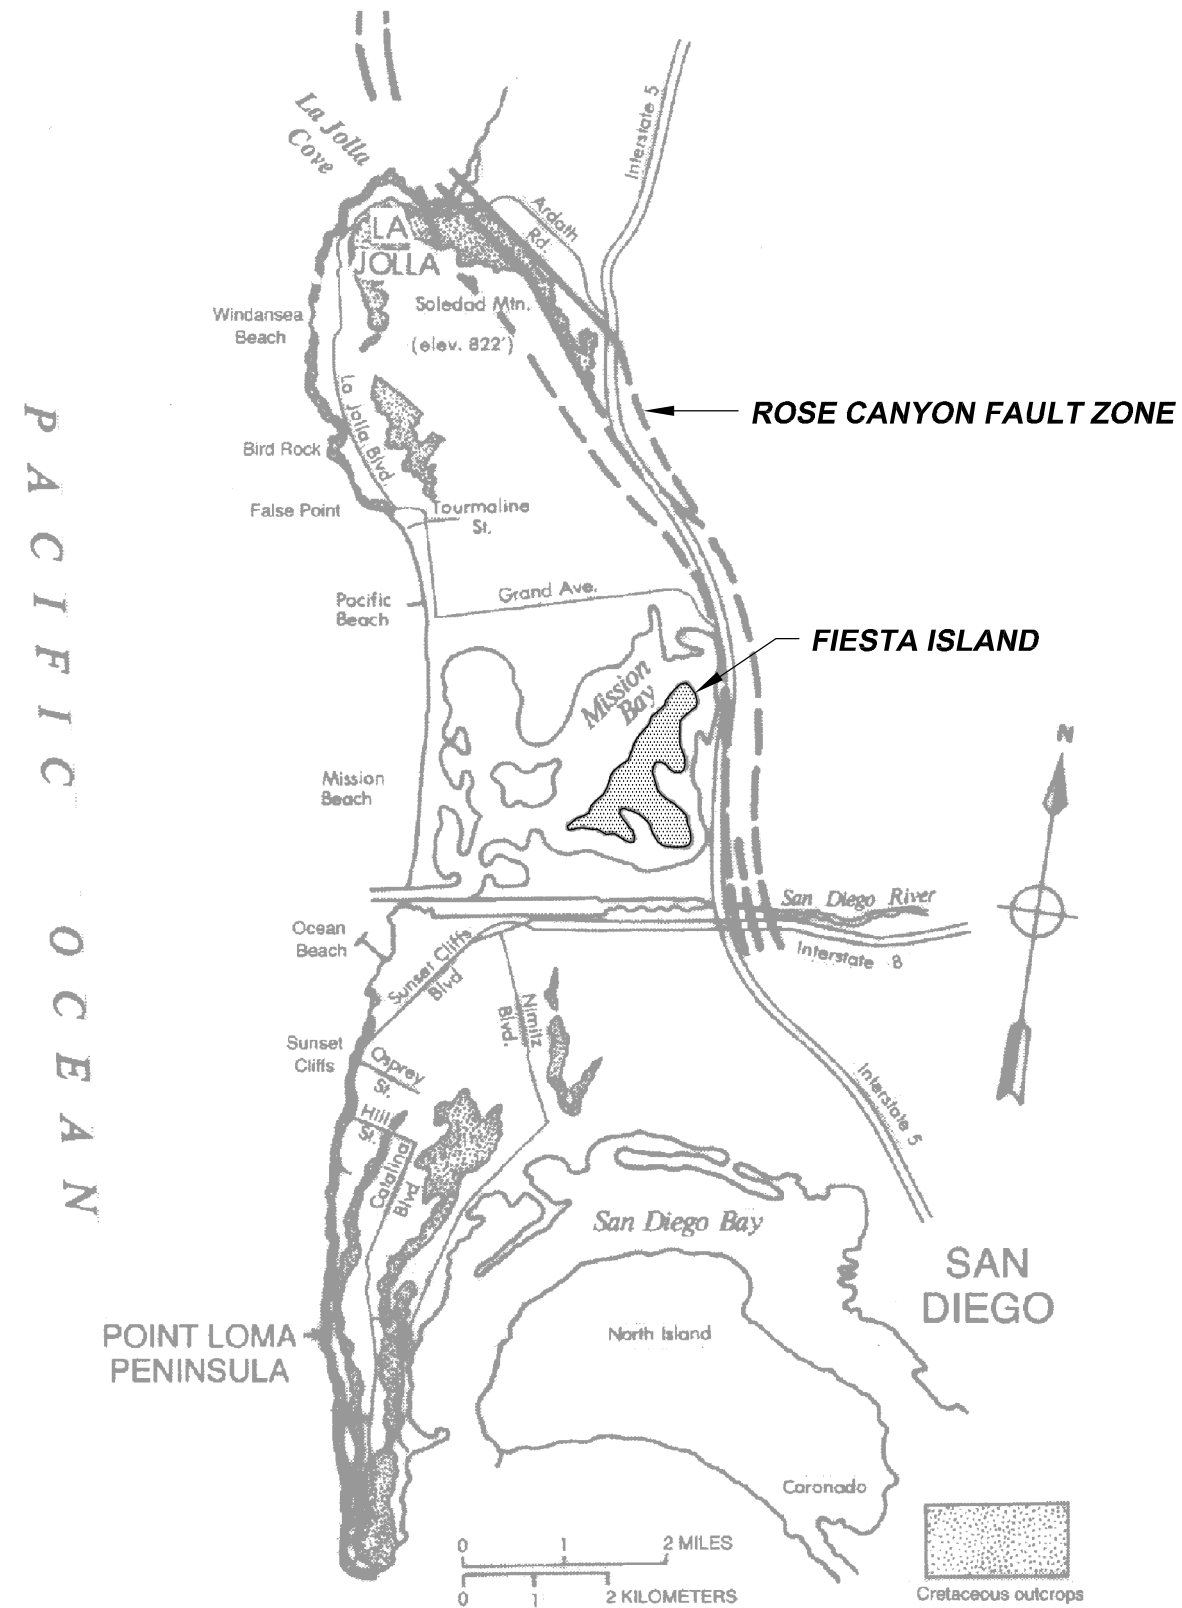 La Jolla
Cove
Interstate 5
Ardath
Rd.
LA
JOLLA
Soledad Mtn.
(elev. 822')
Windansea
Beach
La Jolla Blvd.
ROSE CANYON FAULT ZONE
Bird Rock
False Point
Tourmaline
St.
Grand Ave.
Pacific
Beach
FIESTA ISLAND
Mission
Bay
Mission
Beach
PACIFIC OCEAN
N
San Diego River
Interstate 8
Ocean
Beach
Sunset Cliffs
Blvd
Nimitz
Blvd.
Sunset
Cliffs
Osprey
St.
Hill
St.
Catalina
Blvd
Interstate 5
San Diego Bay
SAN
DIEGO
POINT LOMA
PENINSULA
North Island
Coronado
0 1 2 MILES
0 1 2 KILOMETERS
Cretaceous outcrops